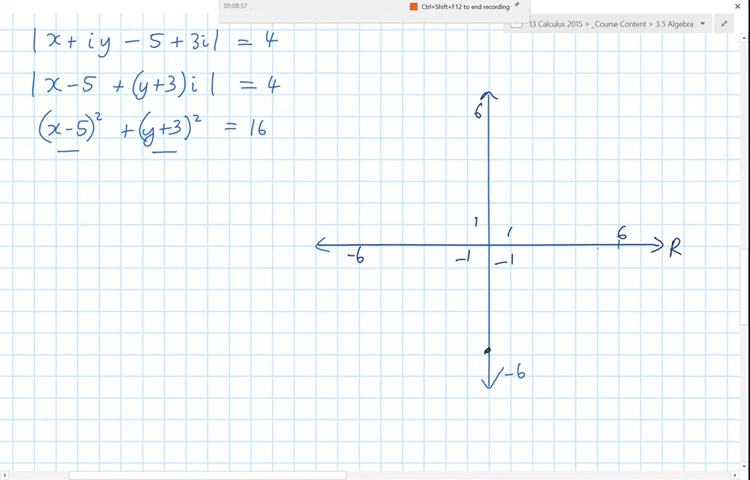 00:08:57
Ctrl+Shift+F12 to end recording
13 Calculus 2015 > _Course Content > 3.5 Algebra
|x + iy − 5 + 3i| = 4
|x−5 + (y+3)i| = 4
(x−5)² + (y+3)² = 16
6
1 1 6
-6 -1 -1 R
-6